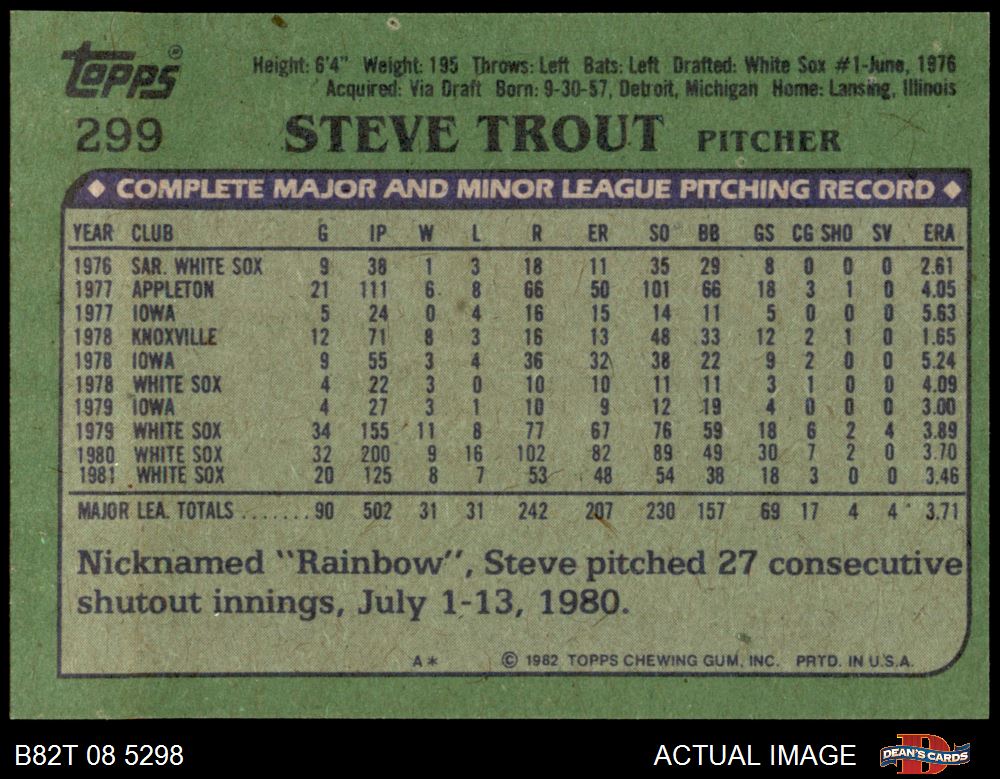 Topps®
Height: 6'4" Weight: 195 Throws: Left Bats: Left Drafted: White Sox #1-June, 1976
Acquired: Via Draft Born: 9-30-57, Detroit, Michigan Home: Lansing, Illinois
299 STEVE TROUT PITCHER
◆ COMPLETE MAJOR AND MINOR LEAGUE PITCHING RECORD ◆
YEAR CLUB G IP W L R ER SO BB GS CG SHO SV ERA
1976 SAR. WHITE SOX 9 38 1 3 18 11 35 29 8 0 0 0 2.61
1977 APPLETON 21 111 6 8 66 50 101 66 18 3 1 0 4.05
1977 IOWA 5 24 0 4 16 15 14 11 5 0 0 0 5.63
1978 KNOXVILLE 12 71 8 3 16 13 48 33 12 2 1 0 1.65
1978 IOWA 9 55 3 4 36 32 38 22 9 2 0 0 5.24
1978 WHITE SOX 4 22 3 0 10 10 11 11 3 1 0 0 4.09
1979 IOWA 4 27 3 1 10 9 12 19 4 0 0 0 3.00
1979 WHITE SOX 34 155 11 8 77 67 76 59 18 6 2 4 3.89
1980 WHITE SOX 32 200 9 16 102 82 89 49 30 7 2 0 3.70
1981 WHITE SOX 20 125 8 7 53 48 54 38 18 3 0 0 3.46
MAJOR LEA. TOTALS.......90 502 31 31 242 207 230 157 69 17 4 4 3.71
Nicknamed "Rainbow", Steve pitched 27 consecutive
shutout innings, July 1-13, 1980.
A* © 1982 TOPPS CHEWING GUM, INC. PRTD. IN U.S.A.
B82T 08 5298 ACTUAL IMAGE DEAN'S CARDS